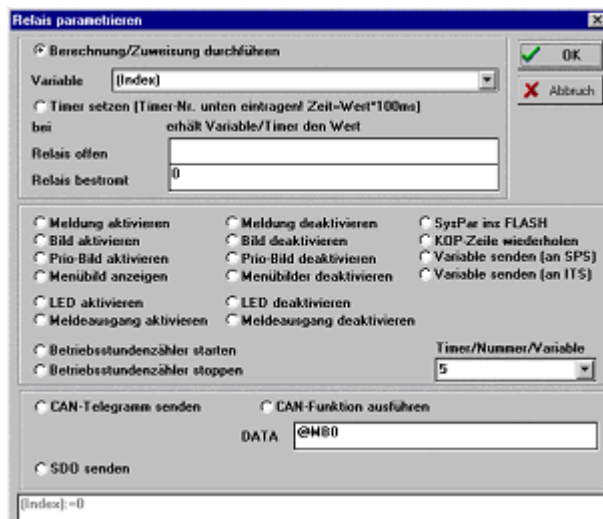 Relais parametrieren
Berechnung/Zuweisung durchführen
OK
Variable
(Index)
Abbruch
Timer setzen (Timer-Nr. unten eintragen! Zeit=Wert*100ms)
bei erhält Variable/Timer den Wert
Relais offen
Relais bestromt
0
Meldung aktivieren Meldung deaktivieren SysPar ins FLASH
Bild aktivieren Bild deaktivieren KOP-Zeile wiederholen
Prio-Bild aktivieren Prio-Bild deaktivieren Variable senden (an SPS)
Menübild anzeigen Menübilder deaktivieren Variable senden (an ITS)
LED aktivieren LED deaktivieren
Meldeausgang aktivieren Meldeausgang deaktivieren
Betriebsstundenzähler starten Timer/Nummer/Variable
Betriebsstundenzähler stoppen 5
CAN-Telegramm senden CAN-Funktion ausführen
DATA @M80
SDO senden
(Index):=0